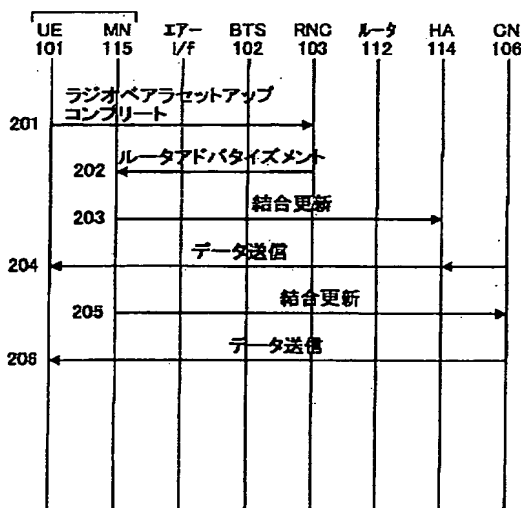 UE MN エアー BTS RNC ルータ HA CN
101 115 i/f 102 103 112 114 106
ラジオベアラセットアップ
コンプリート
201
ルータアドバタイズメント
202
結合更新
203
データ送信
204
結合更新
205
データ送信
206